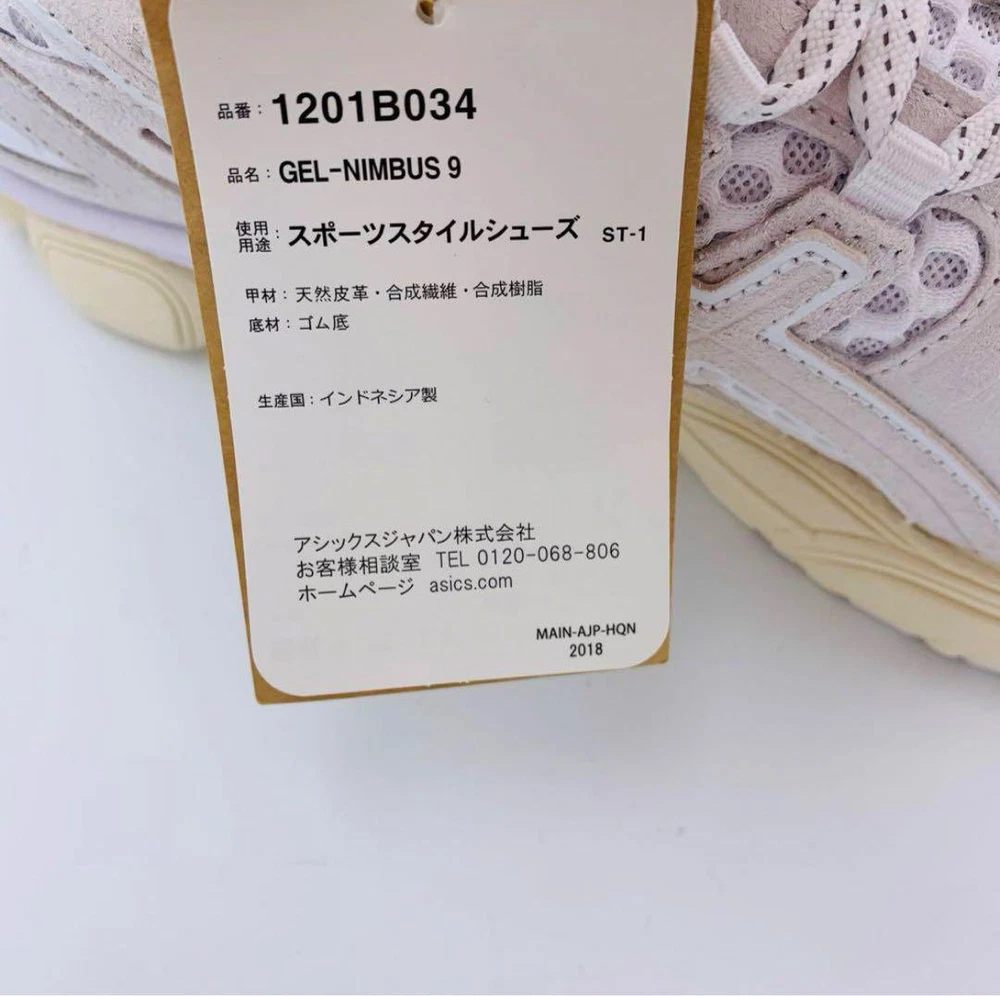 品番：1201B034
品名：GEL-NIMBUS 9
使用用途：スポーツスタイルシューズ ST-1
甲材：天然皮革・合成繊維・合成樹脂
底材：ゴム底
生産国：インドネシア製
アシックスジャパン株式会社
お客様相談室 TEL 0120-068-806
ホームページ asics.com
MAIN-AJP-HQN
2018